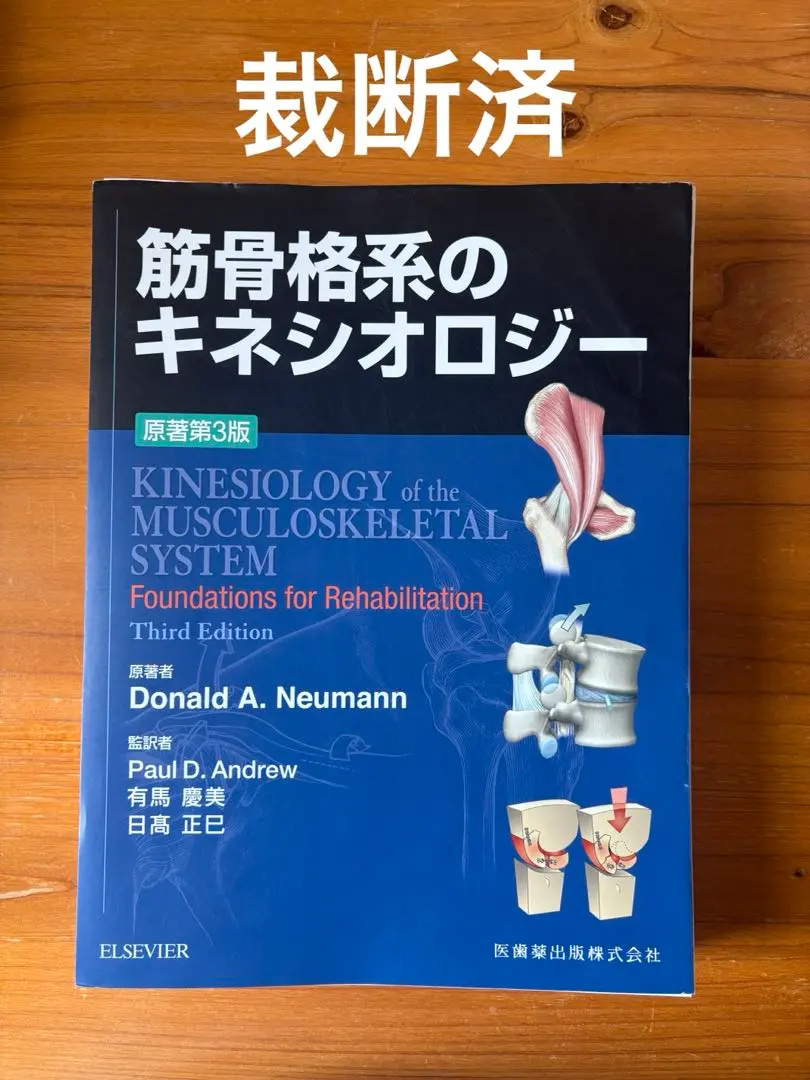 裁断済
筋骨格系の
キネシオロジー
原著第3版
KINESIOLOGY of the
MUSCULOSKELETAL
SYSTEM
Foundations for Rehabilitation
Third Edition
原著者
Donald A. Neumann
監訳者
Paul D. Andrew
有馬 慶美
日髙 正巳
ELSEVIER
医歯薬出版株式会社